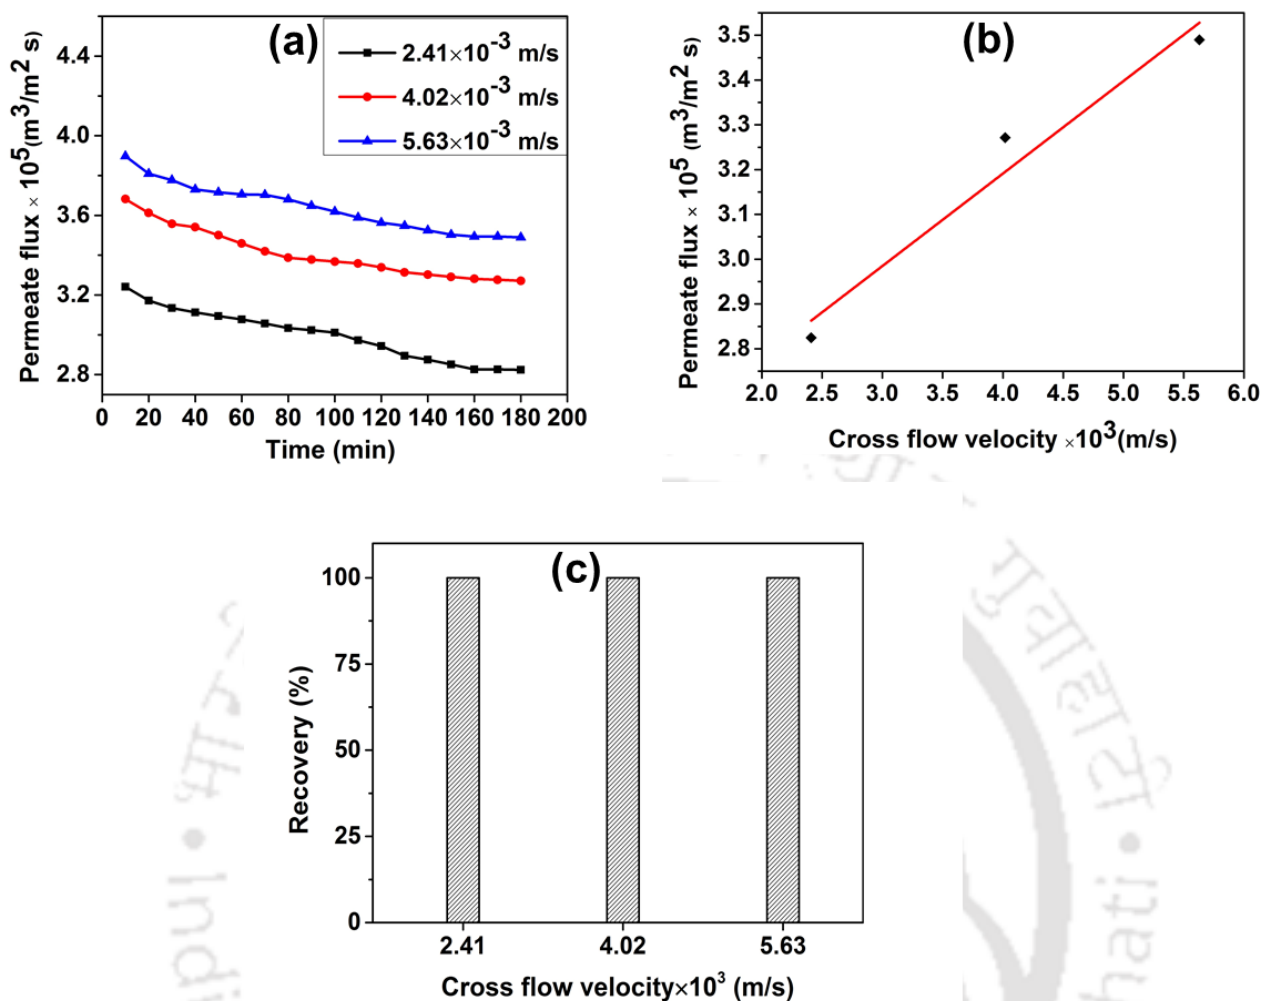 (a)
2.41×10⁻³ m/s
4.02×10⁻³ m/s
5.63×10⁻³ m/s
Permeate flux × 10⁵(m³/m² s)
4.4
4.0
3.6
3.2
2.8
0 20 40 60 80 100 120 140 160 180 200
Time (min)
(b)
Permeate flux × 10⁵ (m³/m² s)
3.5
3.4
3.3
3.2
3.1
3.0
2.9
2.8
2.0 2.5 3.0 3.5 4.0 4.5 5.0 5.5 6.0
Cross flow velocity ×10³(m/s)
(c)
Recovery (%)
100
75
50
25
0
2.41 4.02 5.63
Cross flow velocity×10³ (m/s)